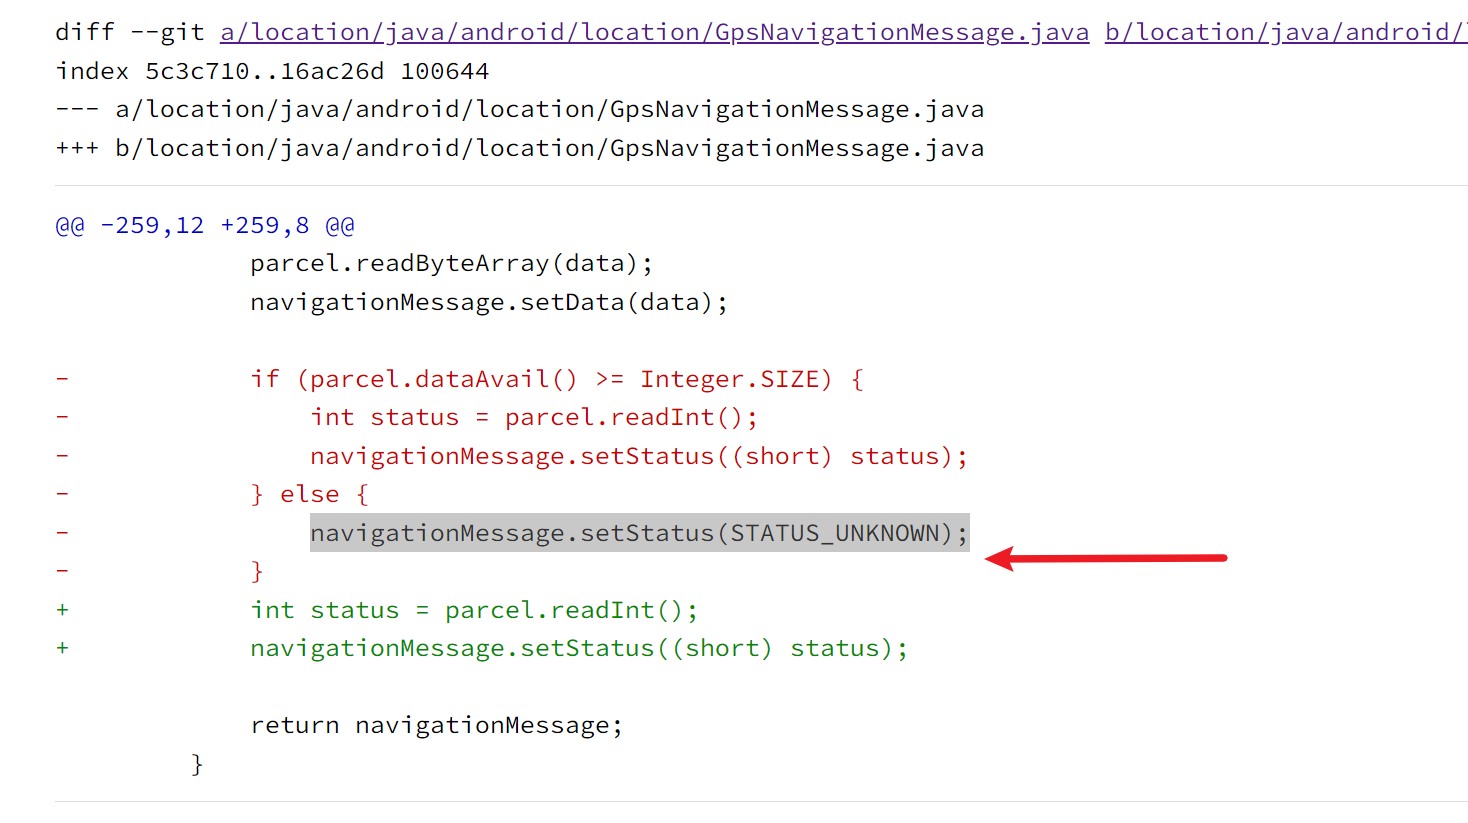 diff --git a/location/java/android/location/GpsNavigationMessage.java b/location/java/android/
index 5c3c710..16ac26d 100644
--- a/location/java/android/location/GpsNavigationMessage.java
+++ b/location/java/android/location/GpsNavigationMessage.java
@@ -259,12 +259,8 @@
             parcel.readByteArray(data);
             navigationMessage.setData(data);
-            if (parcel.dataAvail() >= Integer.SIZE) {
-                int status = parcel.readInt();
-                navigationMessage.setStatus((short) status);
-            } else {
-                navigationMessage.setStatus(STATUS_UNKNOWN);
-            }
+            int status = parcel.readInt();
+            navigationMessage.setStatus((short) status);
             return navigationMessage;
         }